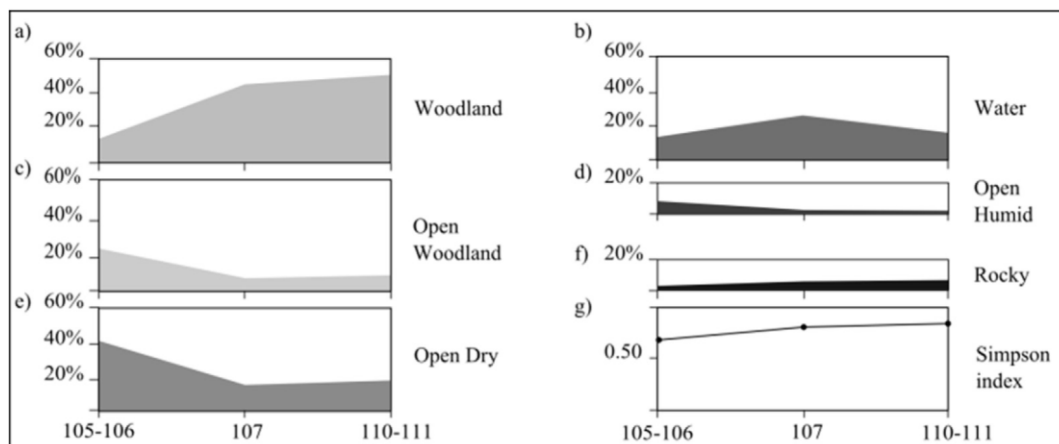 a)
60%
40%
20%
Woodland
b)
60%
40%
20%
Water
c)
60%
40%
20%
Open
Woodland
d)
20%
Open
Humid
e)
60%
40%
20%
Open Dry
f)
20%
Rocky
g)
0.50
Simpson
index
105-106 107 110-111
105-106 107 110-111